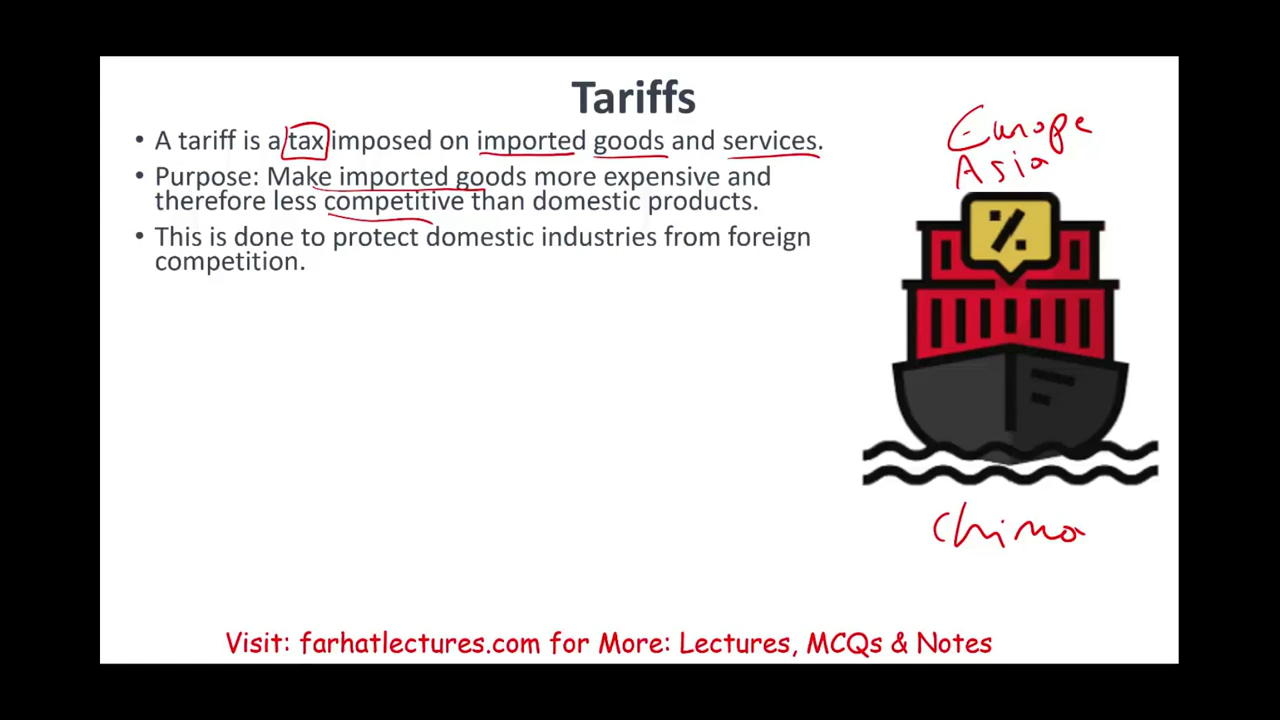 Tariffs
• A tariff is a tax imposed on imported goods and services.
• Purpose: Make imported goods more expensive and
therefore less competitive than domestic products.
• This is done to protect domestic industries from foreign
competition.
Europe
Asia
%
China
Visit: farhatlectures.com for More: Lectures, MCQs & Notes